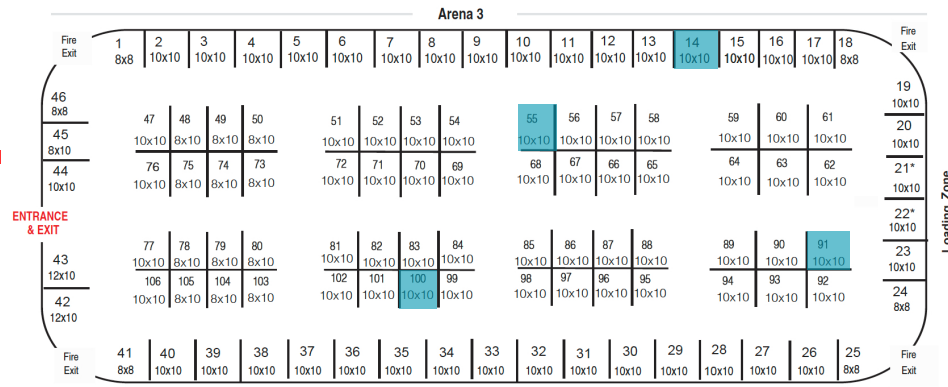 Arena 3
Fire
Exit
1 2 3 4 5 6 7 8 9 10 11 12 13 14 15 16 17 18
8x8 10x10 10x10 10x10 10x10 10x10 10x10 10x10 10x10 10x10 10x10 10x10 10x10 10x10 10x10 10x10 10x10 8x8
Fire
Exit
46
8x8
45
8x10
44
10x10
ENTRANCE
& EXIT
43
12x10
42
12x10
47 48 49 50
10x10 8x10 8x10 8x10
76 75 74 73
10x10 8x10 8x10 8x10
51 52 53 54
10x10 10x10 10x10 10x10
72 71 70 69
10x10 10x10 10x10 10x10
55 56 57 58
10x10 10x10 10x10 10x10
68 67 66 65
10x10 10x10 10x10 10x10
59 60 61
10x10 10x10 10x10
64 63 62
10x10 10x10 10x10
77 78 79 80
10x10 8x10 8x10 8x10
106 105 104 103
10x10 8x10 8x10 8x10
81 82 83 84
10x10 10x10 10x10 10x10
102 101 100 99
10x10 10x10 10x10 10x10
85 86 87 88
10x10 10x10 10x10 10x10
98 97 96 95
10x10 10x10 10x10 10x10
89 90 91
10x10 10x10 10x10
94 93 92
10x10 10x10 10x10
19
10x10
20
10x10
21*
10x10
22*
10x10
23
10x10
24
8x8
Loading Zone
Fire
Exit
41 40 39 38 37 36 35 34 33 32 31 30 29 28 27 26 25
8x8 10x10 10x10 10x10 10x10 10x10 10x10 10x10 10x10 10x10 10x10 10x10 10x10 10x10 10x10 10x10 8x8
Fire
Exit